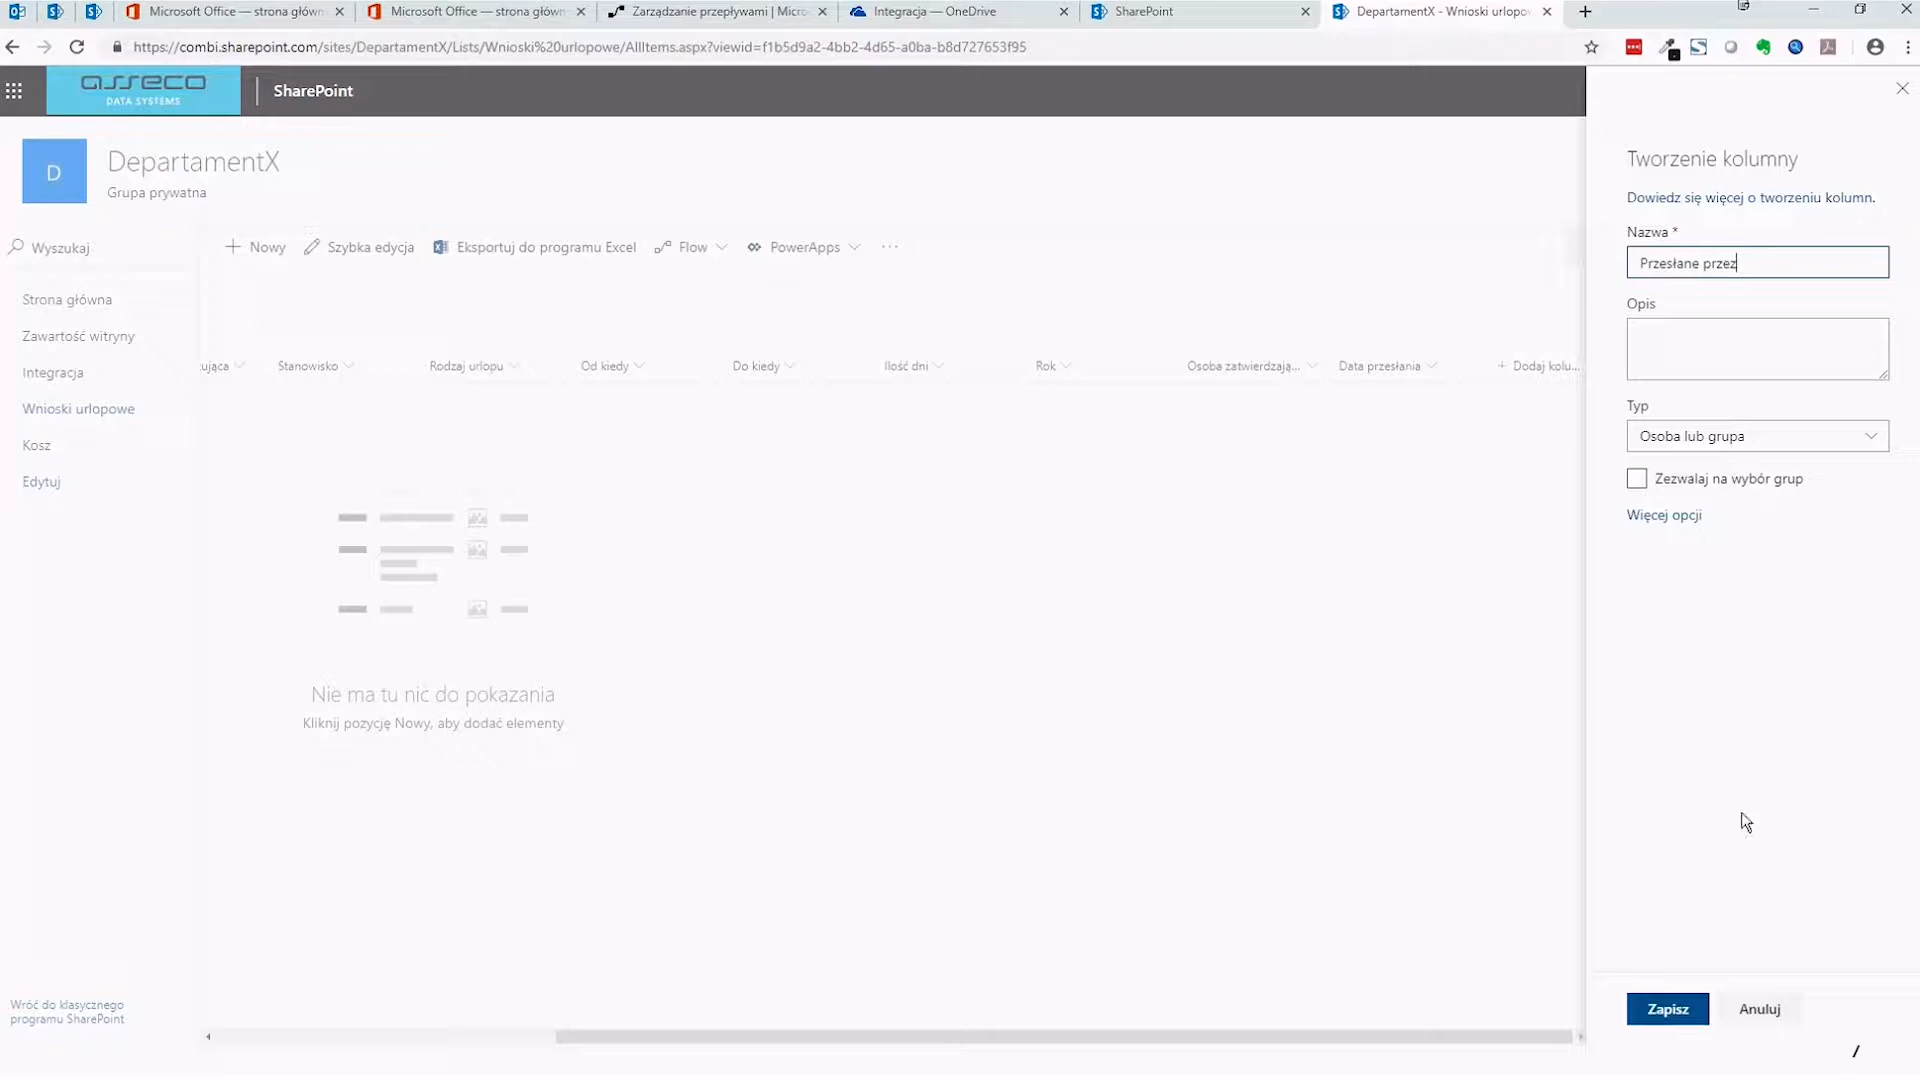 Microsoft Office — strona główn
Microsoft Office — strona główn
Zarządzanie przepływami | Micro
Integracja — OneDrive
SharePoint
DepartamentX - Wnioski urlopo
https://combi.sharepoint.com/sites/DepartamentX/Lists/Wnioski%20urlopowe/AllItems.aspx?viewid=f1b5d9a2-4bb2-4d65-a0ba-b8d727653f95
asseco
DATA SYSTEMS
SharePoint
D
DepartamentX
Grupa prywatna
Wyszukaj
Nowy
Szybka edycja
Eksportuj do programu Excel
Flow
PowerApps
Strona główna
Zawartość witryny
Integracja
Wnioski urlopowe
Kosz
Edytuj
ująca
Stanowisko
Rodzaj urlopu
Od kiedy
Do kiedy
Ilość dni
Rok
Osoba zatwierdzają...
Data przesłania
+ Dodaj kolu...
Nie ma tu nic do pokazania
Kliknij pozycję Nowy, aby dodać elementy
Wróć do klasycznego
programu SharePoint
Tworzenie kolumny
Dowiedz się więcej o tworzeniu kolumn.
Nazwa *
Przesłane przez
Opis
Typ
Osoba lub grupa
Zezwalaj na wybór grup
Więcej opcji
Zapisz
Anuluj